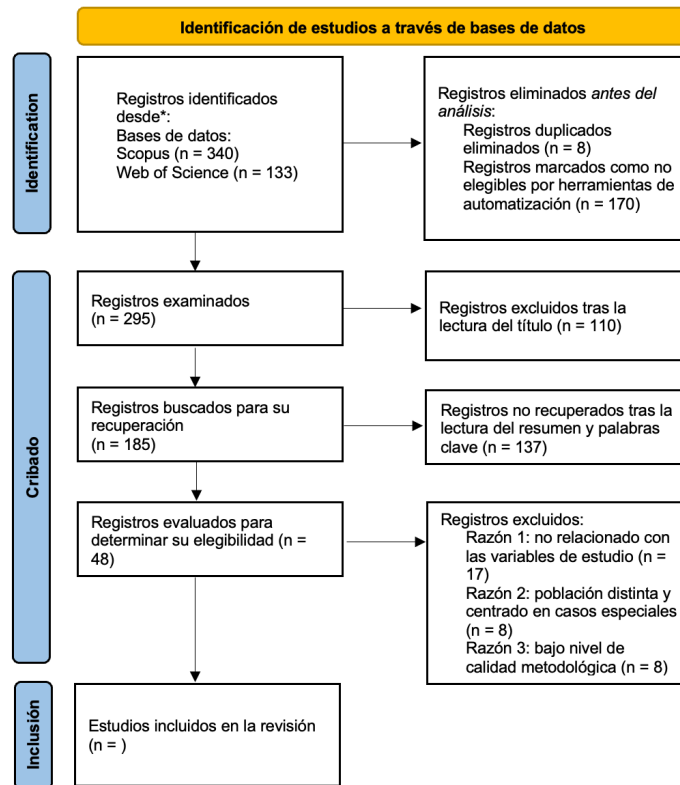 Identificación de estudios a través de bases de datos
Identification
Registros identificados
desde*:
Bases de datos:
Scopus (n = 340)
Web of Science (n = 133)
Registros eliminados antes del
análisis:
Registros duplicados
eliminados (n = 8)
Registros marcados como no
elegibles por herramientas de
automatización (n = 170)
Cribado
Registros examinados
(n = 295)
Registros excluidos tras la
lectura del título (n = 110)
Registros buscados para su
recuperación
(n = 185)
Registros no recuperados tras la
lectura del resumen y palabras
clave (n = 137)
Registros evaluados para
determinar su elegibilidad (n =
48)
Registros excluidos:
Razón 1: no relacionado con
las variables de estudio (n =
17)
Razón 2: población distinta y
centrado en casos especiales
(n = 8)
Razón 3: bajo nivel de
calidad metodológica (n = 8)
Inclusión
Estudios incluidos en la revisión
(n = )